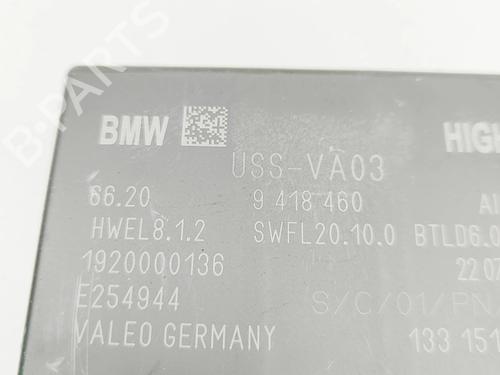 B-PARTS
BMW
HIGH
USS-VA03
66.20 9 418 460
HWEL8.1.2 SWFL20.10.0 BTLD6.0
1920000136 22.07
E254944 S/C/01/PN
VALEO GERMANY 133 151